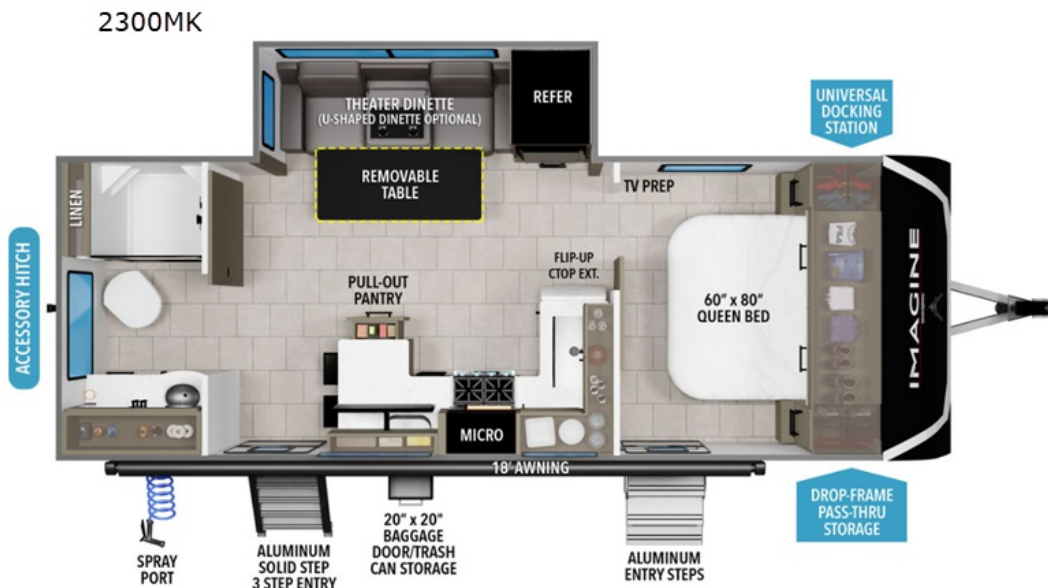 2300MK
THEATER DINETTE
(U-SHAPED DINETTE OPTIONAL)
REFER
UNIVERSAL
DOCKING
STATION
REMOVABLE
TABLE
TV PREP
LINEN
ACCESSORY HITCH
FLIP-UP
CTOP EXT.
PULL-OUT
PANTRY
60" x 80"
QUEEN BED
IMAGINE
MICRO
18' AWNING
DROP-FRAME
PASS-THRU
STORAGE
SPRAY
PORT
ALUMINUM
SOLID STEP
3 STEP ENTRY
20" x 20"
BAGGAGE
DOOR/TRASH
CAN STORAGE
ALUMINUM
ENTRY STEPS